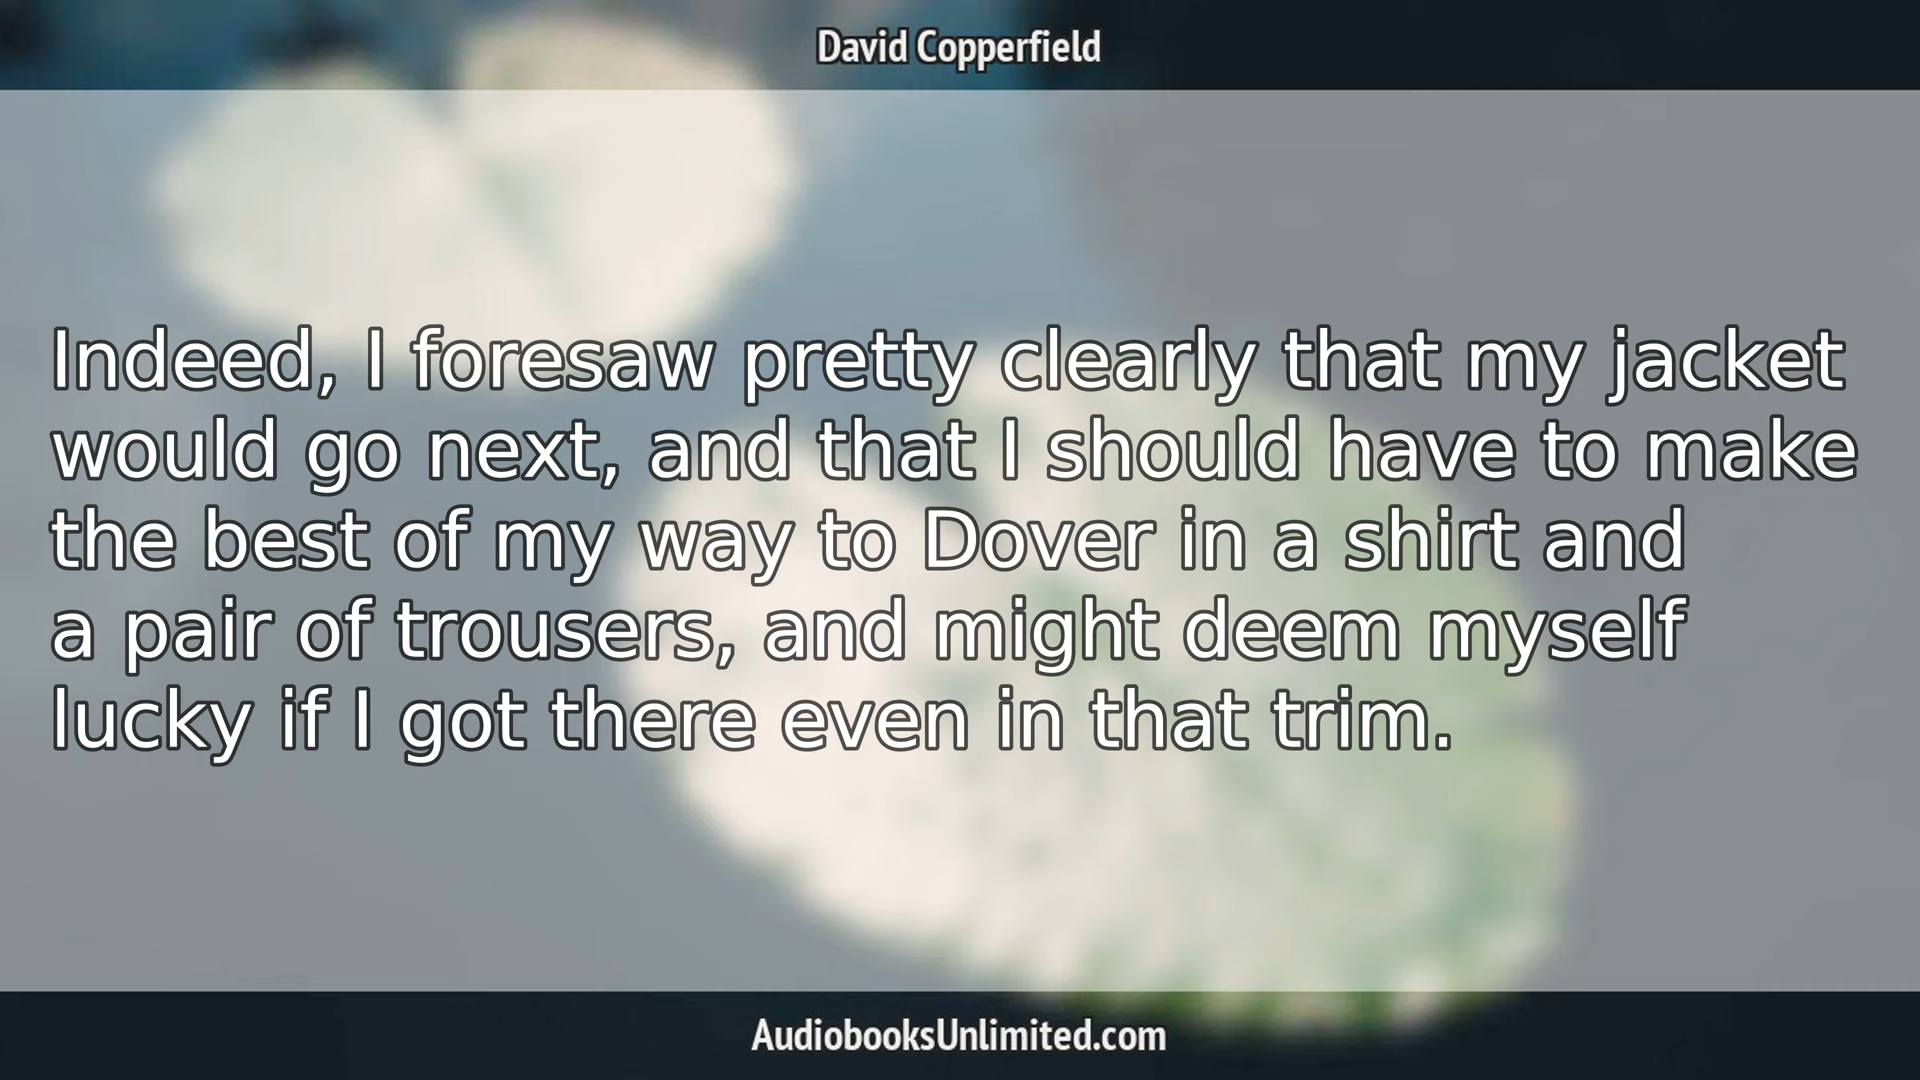 David Copperfield
Indeed, I foresaw pretty clearly that my jacket
would go next, and that I should have to make
the best of my way to Dover in a shirt and
a pair of trousers, and might deem myself
lucky if I got there even in that trim.
AudiobooksUnlimited.com